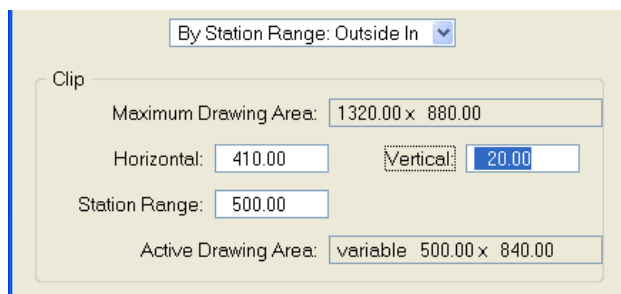 By Station Range: Outside In
Clip
Maximum Drawing Area: 1320.00 x 880.00
Horizontal: 410.00 Vertical: 20.00
Station Range: 500.00
Active Drawing Area: variable 500.00 x 840.00